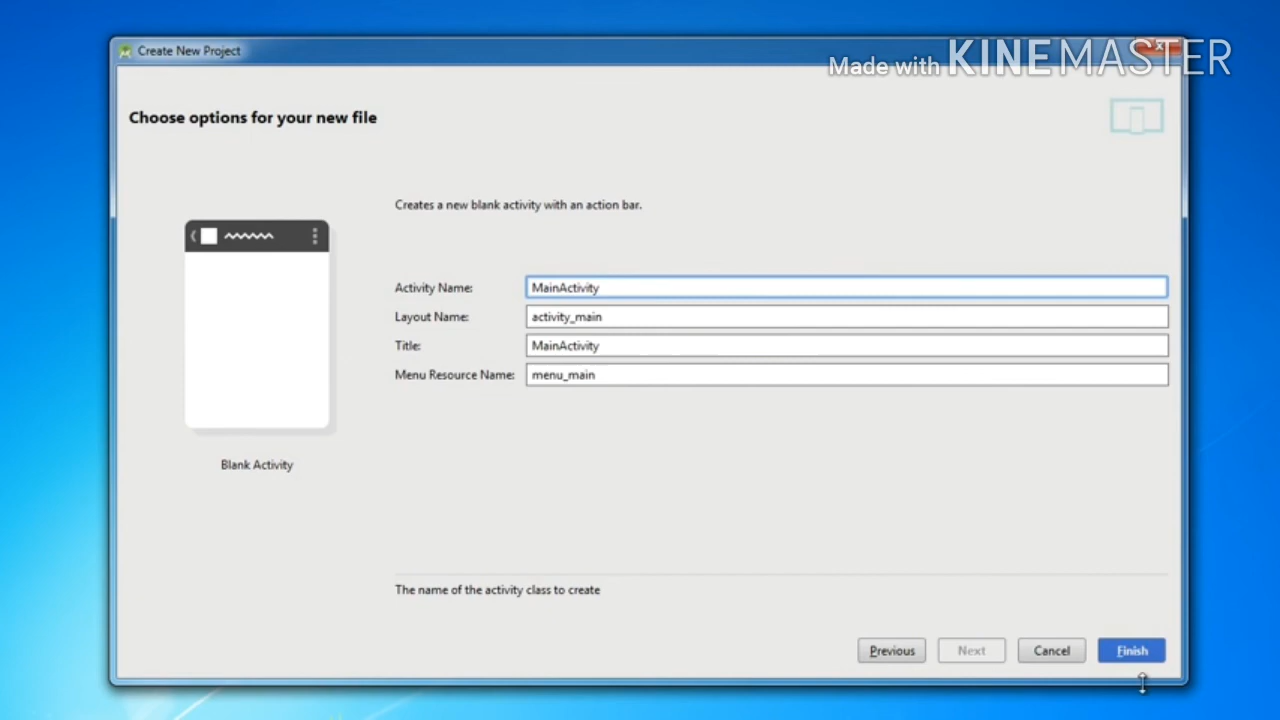 Create New Project
Made with KINEMASTER
Choose options for your new file
Creates a new blank activity with an action bar.
Activity Name: MainActivity
Layout Name: activity_main
Title: MainActivity
Menu Resource Name: menu_main
Blank Activity
The name of the activity class to create
Previous Next Cancel Finish